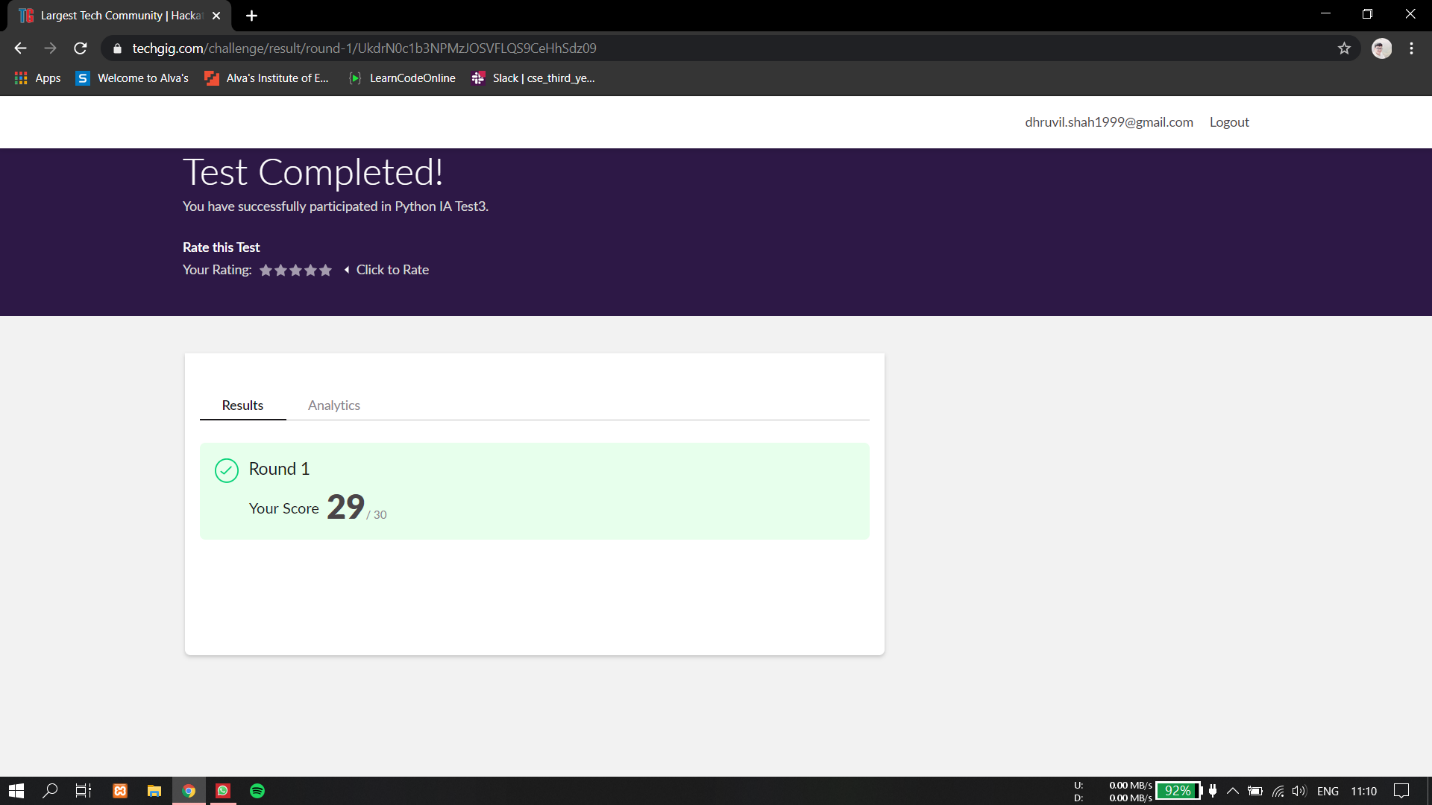 Largest Tech Community | Hacka
techgig.com/challenge/result/round-1/UkdrN0c1b3NPMzJOSVFLQS9CeHhSdz09
Apps Welcome to Alva's Alva's Institute of E... LearnCodeOnline Slack | cse_third_ye...
dhruvil.shah1999@gmail.com Logout
Test Completed!
You have successfully participated in Python IA Test3.
Rate this Test
Your Rating: Click to Rate
Results Analytics
Round 1
Your Score 29 / 30
U: 0.00 MB/s
D: 0.00 MB/s
92% ENG 11:10